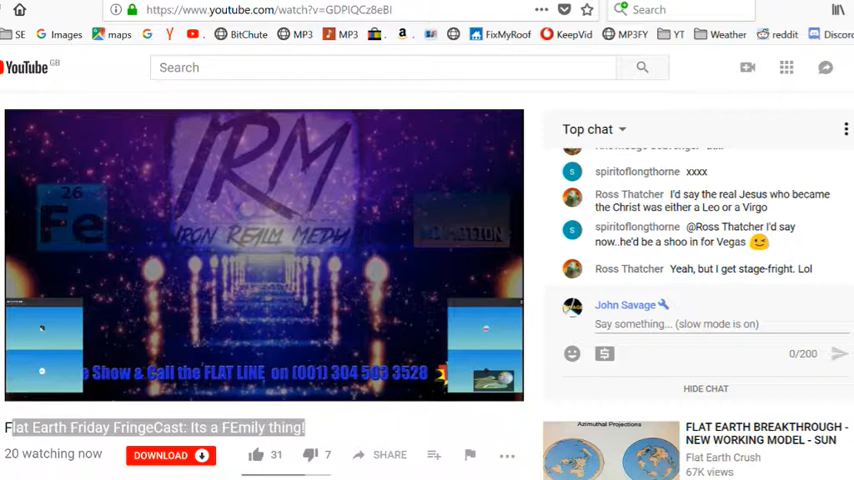 https://www.youtube.com/watch?v=GDPIQCz8eBI
Search
SE Images maps G Y BitChute MP3 MP3 a. FixMyRoof KeepVid MP3FY YT Weather reddit Discord
YouTube GB
Search
Top chat
spiritoflongthorne xxxx
Ross Thatcher I'd say the real Jesus who became
the Christ was either a Leo or a Virgo
spiritoflongthorne @Ross Thatcher I'd say
now..he'd be a shoo in for Vegas
Ross Thatcher Yeah, but I get stage-fright. Lol
John Savage
Say something... (slow mode is on)
0/200
HIDE CHAT
26
Fe
IRM
IRON REALM MEDIA
e Show & Call the FLAT LINE on (001) 304 503 3528
Flat Earth Friday FringeCast: Its a FEmily thing!
20 watching now
DOWNLOAD
31
7
SHARE
Azimuthal Projections
FLAT EARTH BREAKTHROUGH -
NEW WORKING MODEL - SUN
Flat Earth Crush
67K views